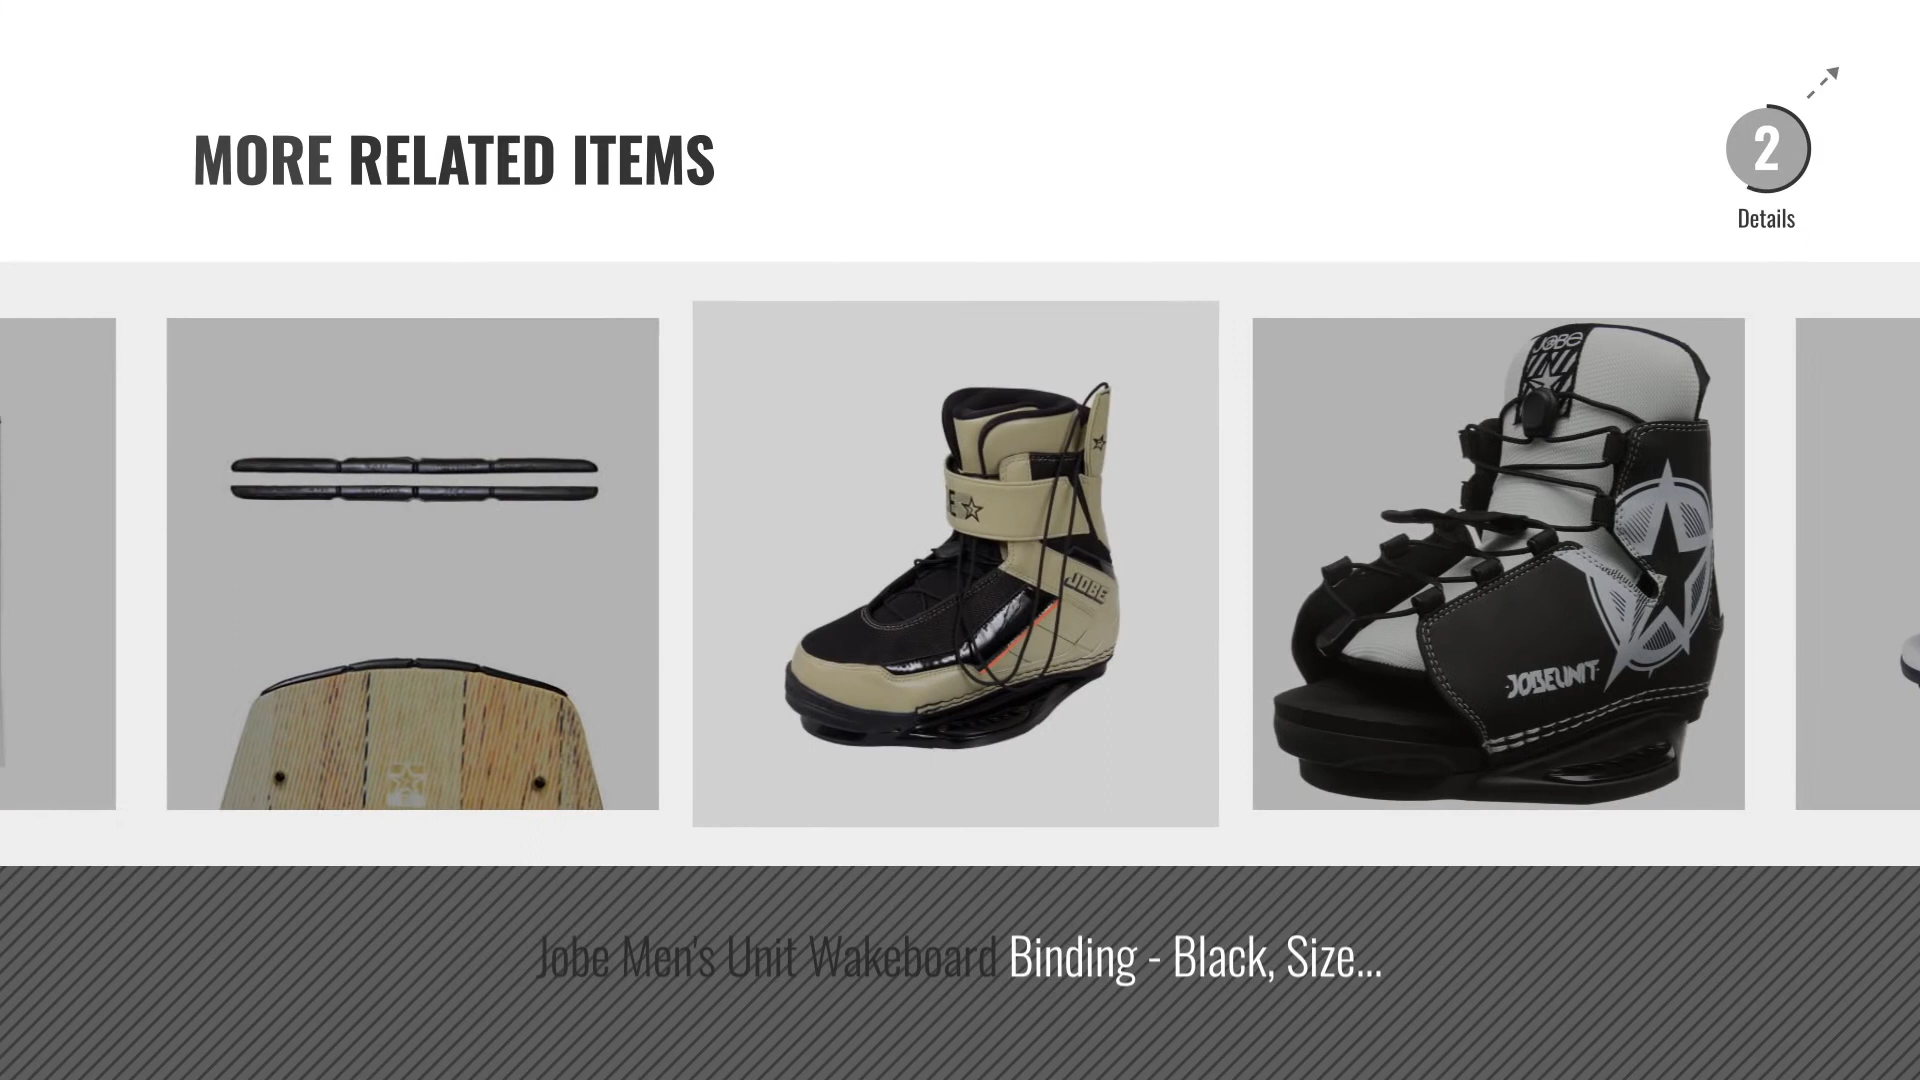 MORE RELATED ITEMS
2
Details
JOBE
E
JOBE
JOBE UNIT
Jobe Men's Unit Wakeboard Binding - Black, Size...